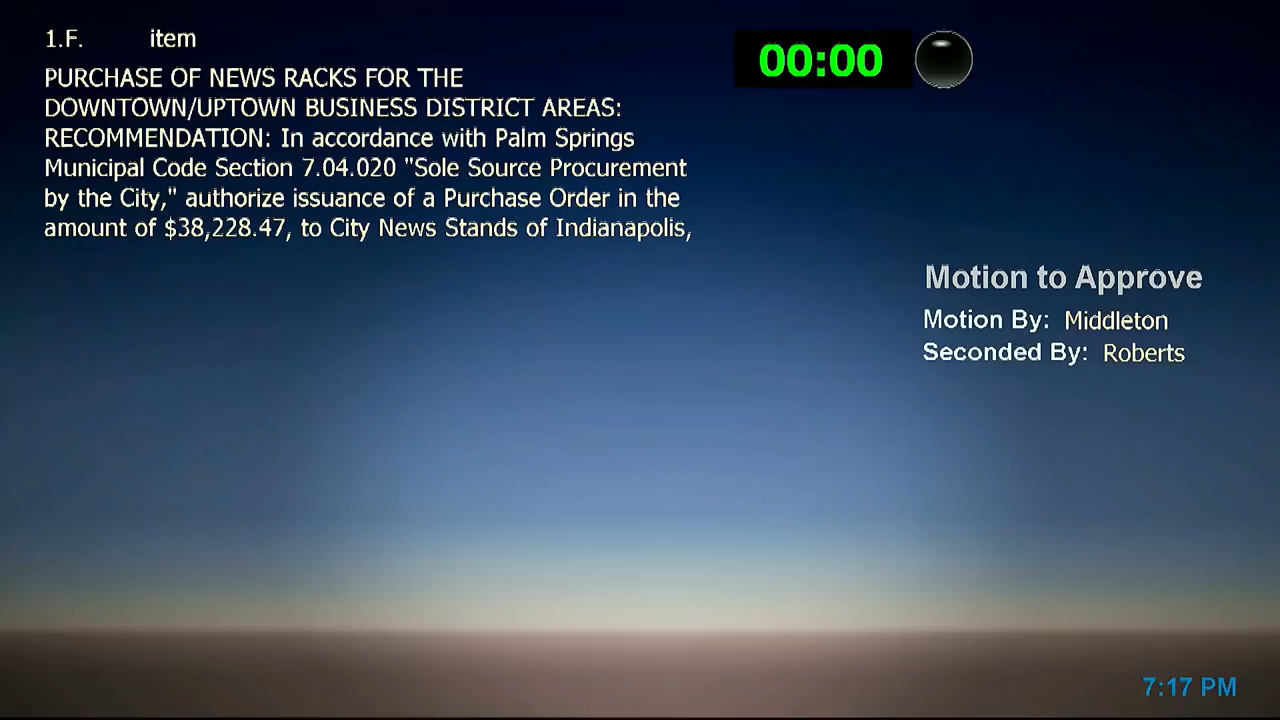 1.F. item
PURCHASE OF NEWS RACKS FOR THE
DOWNTOWN/UPTOWN BUSINESS DISTRICT AREAS:
RECOMMENDATION: In accordance with Palm Springs
Municipal Code Section 7.04.020 "Sole Source Procurement
by the City," authorize issuance of a Purchase Order in the
amount of $38,228.47, to City News Stands of Indianapolis,
00:00
Motion to Approve
Motion By: Middleton
Seconded By: Roberts
7:17 PM